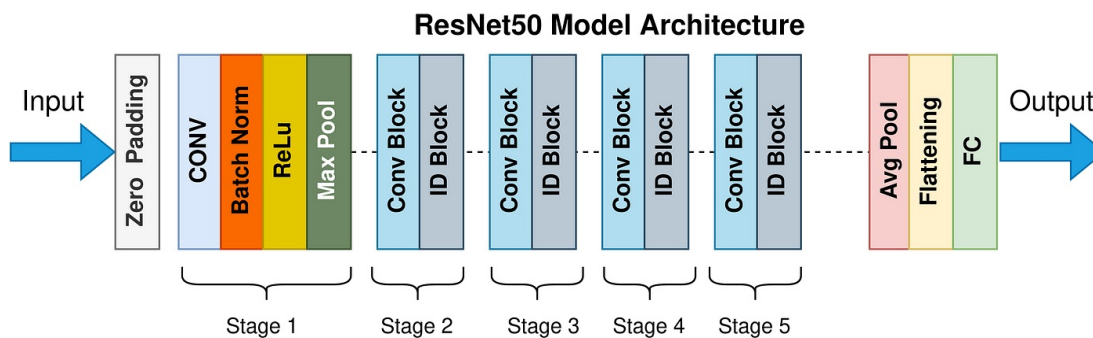 ResNet50 Model Architecture
Input
Zero Padding
CONV
Batch Norm
ReLu
Max Pool
Conv Block
ID Block
Conv Block
ID Block
Conv Block
ID Block
Conv Block
ID Block
Avg Pool
Flattening
FC
Output
Stage 1
Stage 2
Stage 3
Stage 4
Stage 5